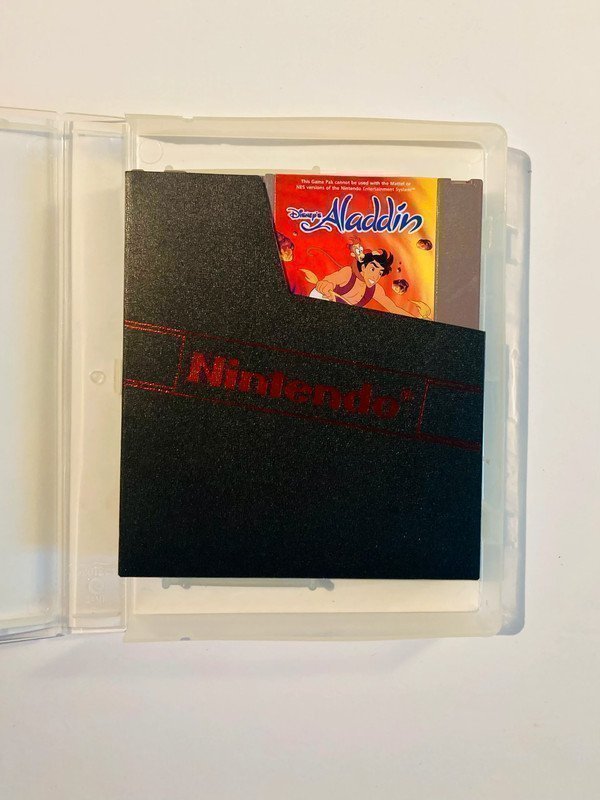 This Game Pak cannot be used with the Mattel or
NES versions of the Nintendo Entertainment System™
Disney's Aladdin
Nintendo®